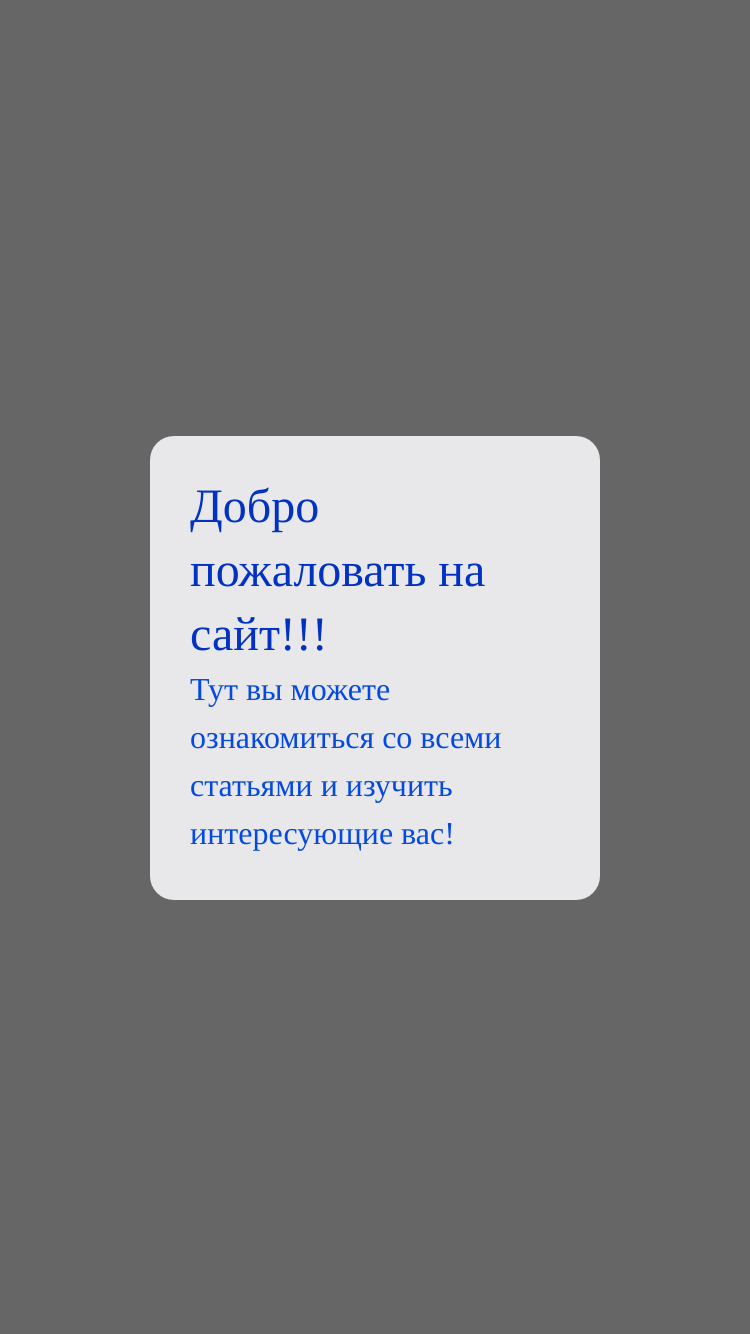 Добро
пожаловать на
сайт!!!
Тут вы можете
ознакомиться со всеми
статьями и изучить
интересующие вас!